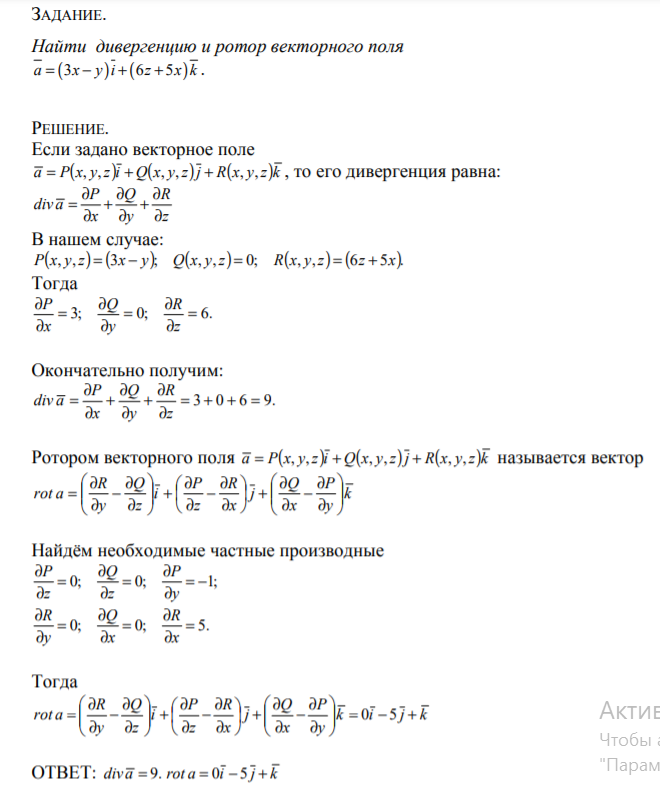 ЗАДАНИЕ.
Найти дивергенцию и ротор векторного поля
a̅ = (3x − y)i̅ + (6z + 5x)k̅.
РЕШЕНИЕ.
Если задано векторное поле
a̅ = P(x, y, z)i̅ + Q(x, y, z)j̅ + R(x, y, z)k̅, то его дивергенция равна:
div a̅ = ∂P/∂x + ∂Q/∂y + ∂R/∂z
В нашем случае:
P(x, y, z) = (3x − y); Q(x, y, z) = 0; R(x, y, z) = (6z + 5x).
Тогда
∂P/∂x = 3; ∂Q/∂y = 0; ∂R/∂z = 6.
Окончательно получим:
div a̅ = ∂P/∂x + ∂Q/∂y + ∂R/∂z = 3 + 0 + 6 = 9.
Ротором векторного поля a̅ = P(x, y, z)i̅ + Q(x, y, z)j̅ + R(x, y, z)k̅ называется вектор
rot a = (∂R/∂y − ∂Q/∂z)i̅ + (∂P/∂z − ∂R/∂x)j̅ + (∂Q/∂x − ∂P/∂y)k̅
Найдём необходимые частные производные
∂P/∂z = 0; ∂Q/∂z = 0; ∂P/∂y = −1;
∂R/∂y = 0; ∂Q/∂x = 0; ∂R/∂x = 5.
Тогда
rot a = (∂R/∂y − ∂Q/∂z)i̅ + (∂P/∂z − ∂R/∂x)j̅ + (∂Q/∂x − ∂P/∂y)k̅ = 0i̅ − 5j̅ + k̅
ОТВЕТ: div a̅ = 9. rot a = 0i̅ − 5j̅ + k̅
Актив
Чтобы а
"Парам